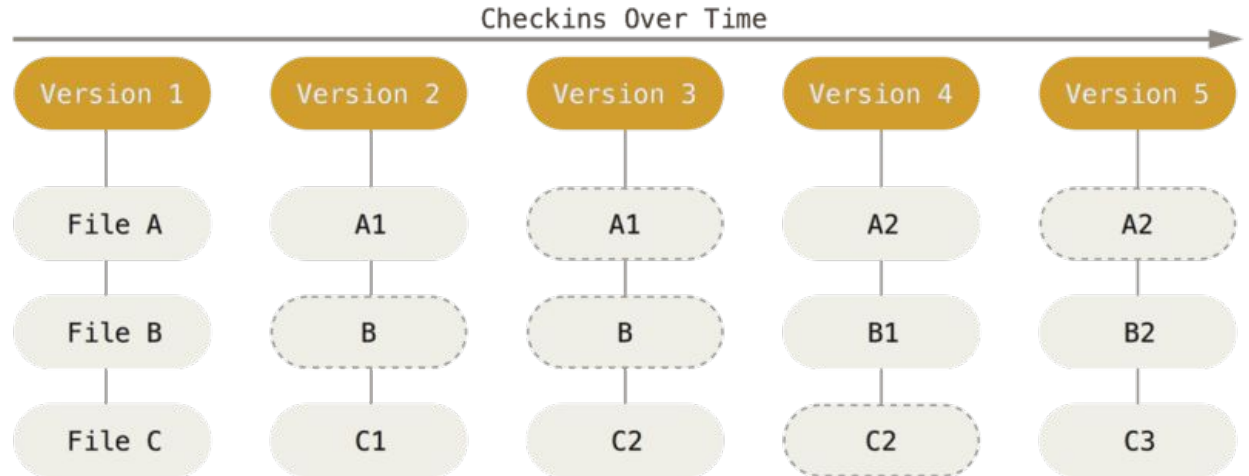 Checkins Over Time
Version 1 Version 2 Version 3 Version 4 Version 5
File A A1 A1 A2 A2
File B B B B1 B2
File C C1 C2 C2 C3